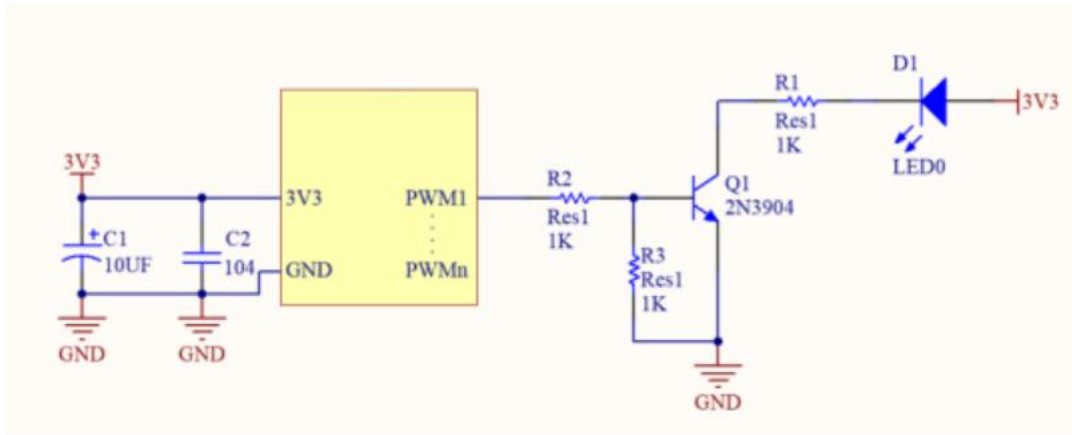 D1
R1
3V3
Res1
1K
LED0
3V3
R2
Q1
3V3
PWM1
2N3904
Res1
1K
C1
10UF
C2
104
GND
PWMn
R3
Res1
1K
GND
GND
GND